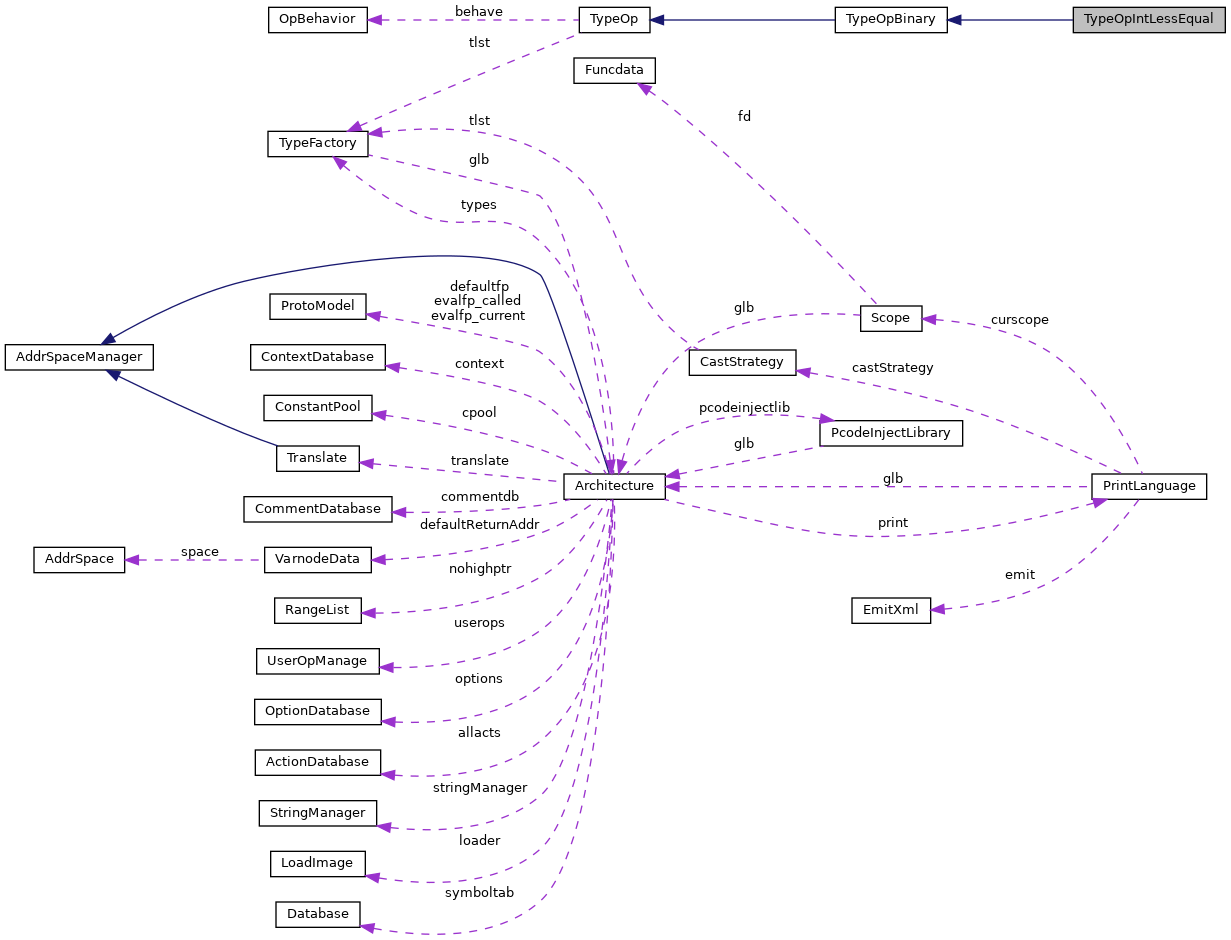 OpBehavior
behave
TypeOp
TypeOpBinary
TypeOpIntLessEqual
tlst
Funcdata
fd
tlst
TypeFactory
glb
types
defaultfp
evalfp_called
evalfp_current
ProtoModel
glb
Scope
curscope
AddrSpaceManager
ContextDatabase
context
CastStrategy
castStrategy
ConstantPool
cpool
pcodeinjectlib
PcodeInjectLibrary
glb
Translate
translate
Architecture
glb
PrintLanguage
commentdb
CommentDatabase
defaultReturnAddr
print
AddrSpace
space
VarnodeData
nohighptr
emit
RangeList
EmitXml
userops
UserOpManage
options
OptionDatabase
allacts
ActionDatabase
stringManager
StringManager
loader
LoadImage
symboltab
Database